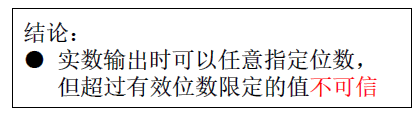 结论：
● 实数输出时可以任意指定位数，
但超过有效位数限定的值不可信